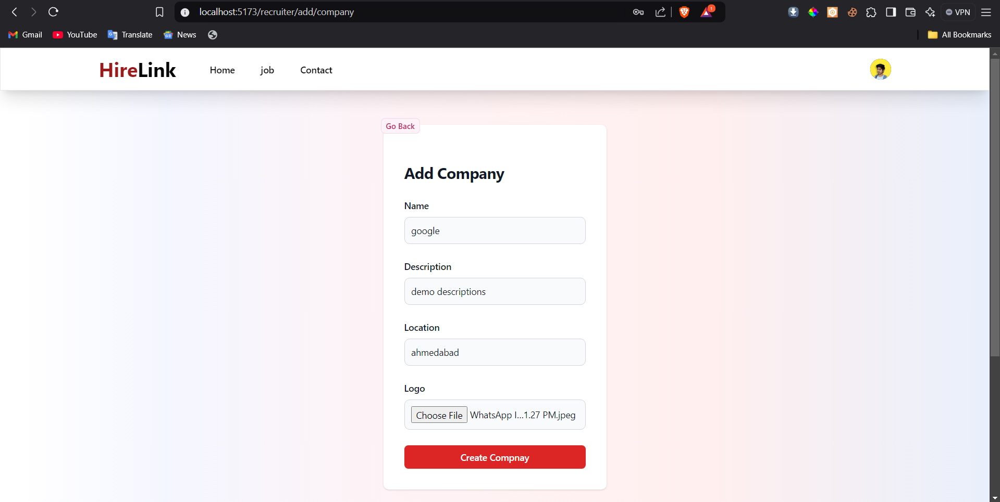 localhost:5173/recruiter/add/company
1
VPN
Gmail YouTube Translate News All Bookmarks
HireLink Home job Contact
Go Back
Add Company
Name
google
Description
demo descriptions
Location
ahmedabad
Logo
Choose File WhatsApp I...1.27 PM.jpeg
Create Compnay